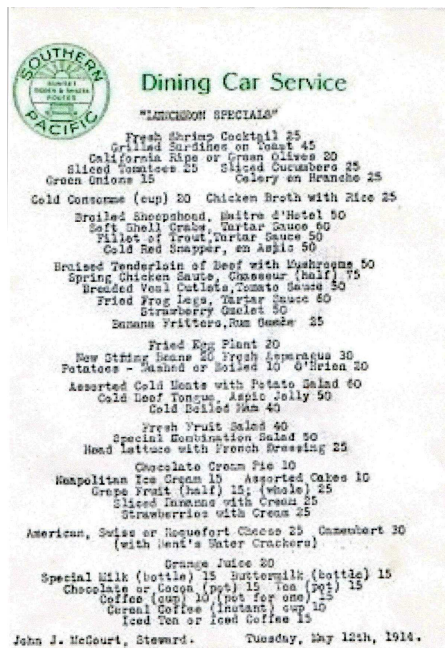 SOUTHERN
SUNSET
OGDEN & SHASTA
ROUTES
PACIFIC
Dining Car Service
"LUNCHEON SPECIALS"
Fresh Shrimp Cocktail 25
Grilled Sardines on Toast 45
California Ripe or Green Olives 20
Sliced Tomatoes 25 Sliced Cucumbers 25
Green Onions 15 Celery en Branche 25
Cold Consomme (cup) 20 Chicken Broth with Rice 25
Broiled Sheepshead, Maitre d'Hotel 50
Soft Shell Crabs, Tartar Sauce 60
Fillet of Trout,Tartar Sauce 50
Cold Red Snapper, en Aspic 50
Braised Tenderloin of Beef with Mushrooms 50
Spring Chicken Saute, Chasseur (half) 75
Breaded Veal Cutlets,Tomato Sauce 50
Fried Frog Legs, Tartar Sauce 60
Strawberry Omelet 50
Banana Fritters,Rum Sauce 25
Fried Egg Plant 20
New String Beans 20 Fresh Asparagus 30
Potatoes - Mashed or Boiled 10 O'Brien 20
Assorted Cold Meats with Potato Salad 60
Cold Beef Tongue, Aspic Jelly 50
Cold Boiled Ham 40
Fresh Fruit Salad 40
Special Combination Salad 50
Head Lettuce with French Dressing 25
Chocolate Cream Pie 10
Neapolitan Ice Cream 15 Assorted Cakes 10
Grape Fruit (half) 15; (whole) 25
Sliced Bananas with Cream 25
Strawberries with Cream 25
American, Swiss or Roquefort Cheese 25 Camembert 30
(with Bent's Water Crackers)
Orange Juice 20
Special Milk (bottle) 15 Buttermilk (bottle) 15
Chocolate or Cocoa (pot) 15 Tea (pot) 15
Coffee (cup) 10 (pot for one) 15
Cereal Coffee (instant) cup 10
Iced Tea or Iced Coffee 15
John J. McCourt, Steward. Tuesday, May 12th, 1914.